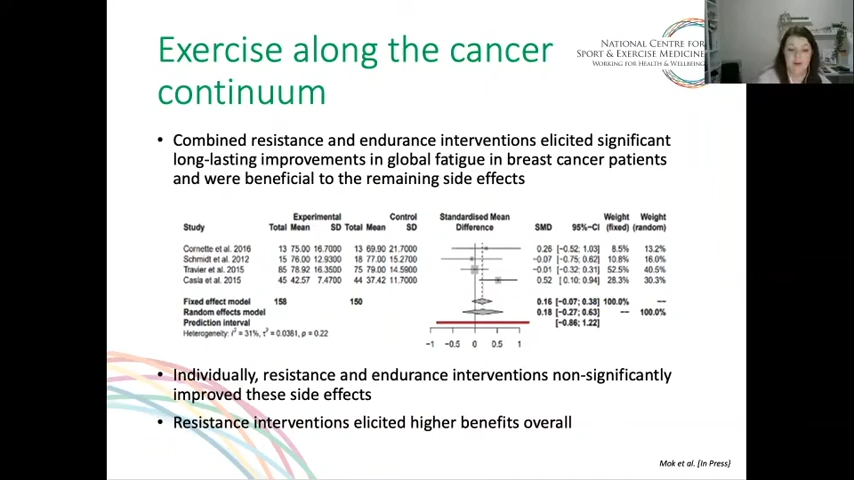 Exercise along the cancer
continuum
NATIONAL CENTRE FOR
SPORT & EXERCISE MEDICINE
WORKING FOR HEALTH & WELLBEING
• Combined resistance and endurance interventions elicited significant
long-lasting improvements in global fatigue in breast cancer patients
and were beneficial to the remaining side effects
Experimental Control Standardised Mean Weight Weight
Study Total Mean SD Total Mean SD Difference SMD 95%-CI (fixed) (random)
Cornette et al. 2016 13 75.00 16.7000 13 69.90 21.7000 0.26 [-0.52; 1.03] 8.5% 13.2%
Schmidt et al. 2012 15 76.00 12.9300 18 77.00 15.2700 -0.07 [-0.75; 0.62] 10.8% 16.0%
Travier et al. 2015 85 78.92 16.3500 75 79.00 14.5900 -0.01 [-0.32; 0.31] 52.5% 40.5%
Casla et al. 2015 45 42.57 7.4700 44 37.42 11.7000 0.52 [0.10; 0.94] 28.3% 30.3%
Fixed effect model 158 150 0.16 [-0.07; 0.38] 100.0% --
Random effects model 0.18 [-0.27; 0.63] -- 100.0%
Prediction interval [-0.86; 1.22]
Heterogeneity: I² = 31%, τ² = 0.0381, p = 0.22
-1 -0.5 0 0.5 1
• Individually, resistance and endurance interventions non-significantly
improved these side effects
• Resistance interventions elicited higher benefits overall
Mok et al. [In Press}